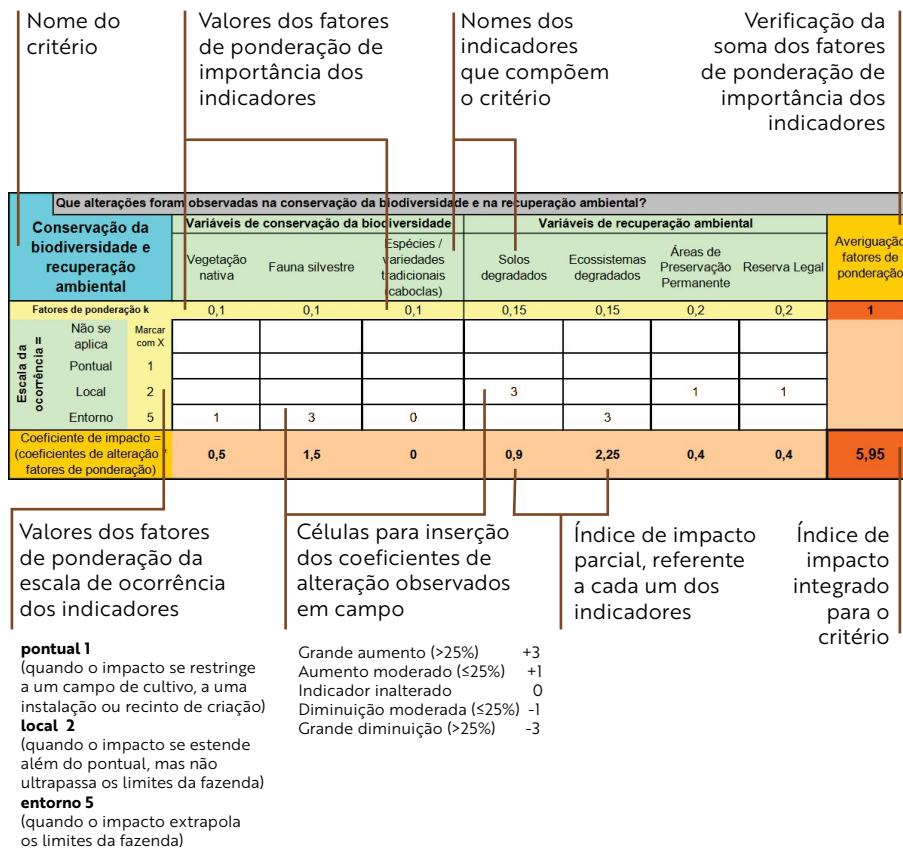 Nome do
critério
Valores dos fatores
de ponderação de
importância dos
indicadores
Nomes dos
indicadores
que compõem
o critério
Verificação da
soma dos fatores
de ponderação de
importância dos
indicadores
Que alterações foram observadas na conservação da biodiversidade e na recuperação ambiental?
Conservação da
biodiversidade e
recuperação
ambiental
Variáveis de conservação da biodiversidade
Variáveis de recuperação ambiental
Averiguação
fatores de
ponderação
Vegetação
nativa
Fauna silvestre
Espécies /
variedades
tradicionais
(caboclas)
Solos
degradados
Ecossistemas
degradados
Áreas de
Preservação
Permanente
Reserva Legal
Fatores de ponderação k 0,1 0,1 0,1 0,15 0,15 0,2 0,2 1
Escala da
ocorrência =
Não se
aplica
Marcar
com X
Pontual 1
Local 2 3 1 1
Entorno 5 1 3 0 3
Coeficiente de impacto =
(coeficientes de alteração *
fatores de ponderação)
0,5 1,5 0 0,9 2,25 0,4 0,4 5,95
Valores dos fatores
de ponderação da
escala de ocorrência
dos indicadores
Células para inserção
dos coeficientes de
alteração observados
em campo
Índice de impacto
parcial, referente
a cada um dos
indicadores
Índice de
impacto
integrado
para o
critério
pontual 1
(quando o impacto se restringe
a um campo de cultivo, a uma
instalação ou recinto de criação)
local 2
(quando o impacto se estende
além do pontual, mas não
ultrapassa os limites da fazenda)
entorno 5
(quando o impacto extrapola
os limites da fazenda)
Grande aumento (>25%) +3
Aumento moderado (≤25%) +1
Indicador inalterado 0
Diminuição moderada (≤25%) -1
Grande diminuição (>25%) -3